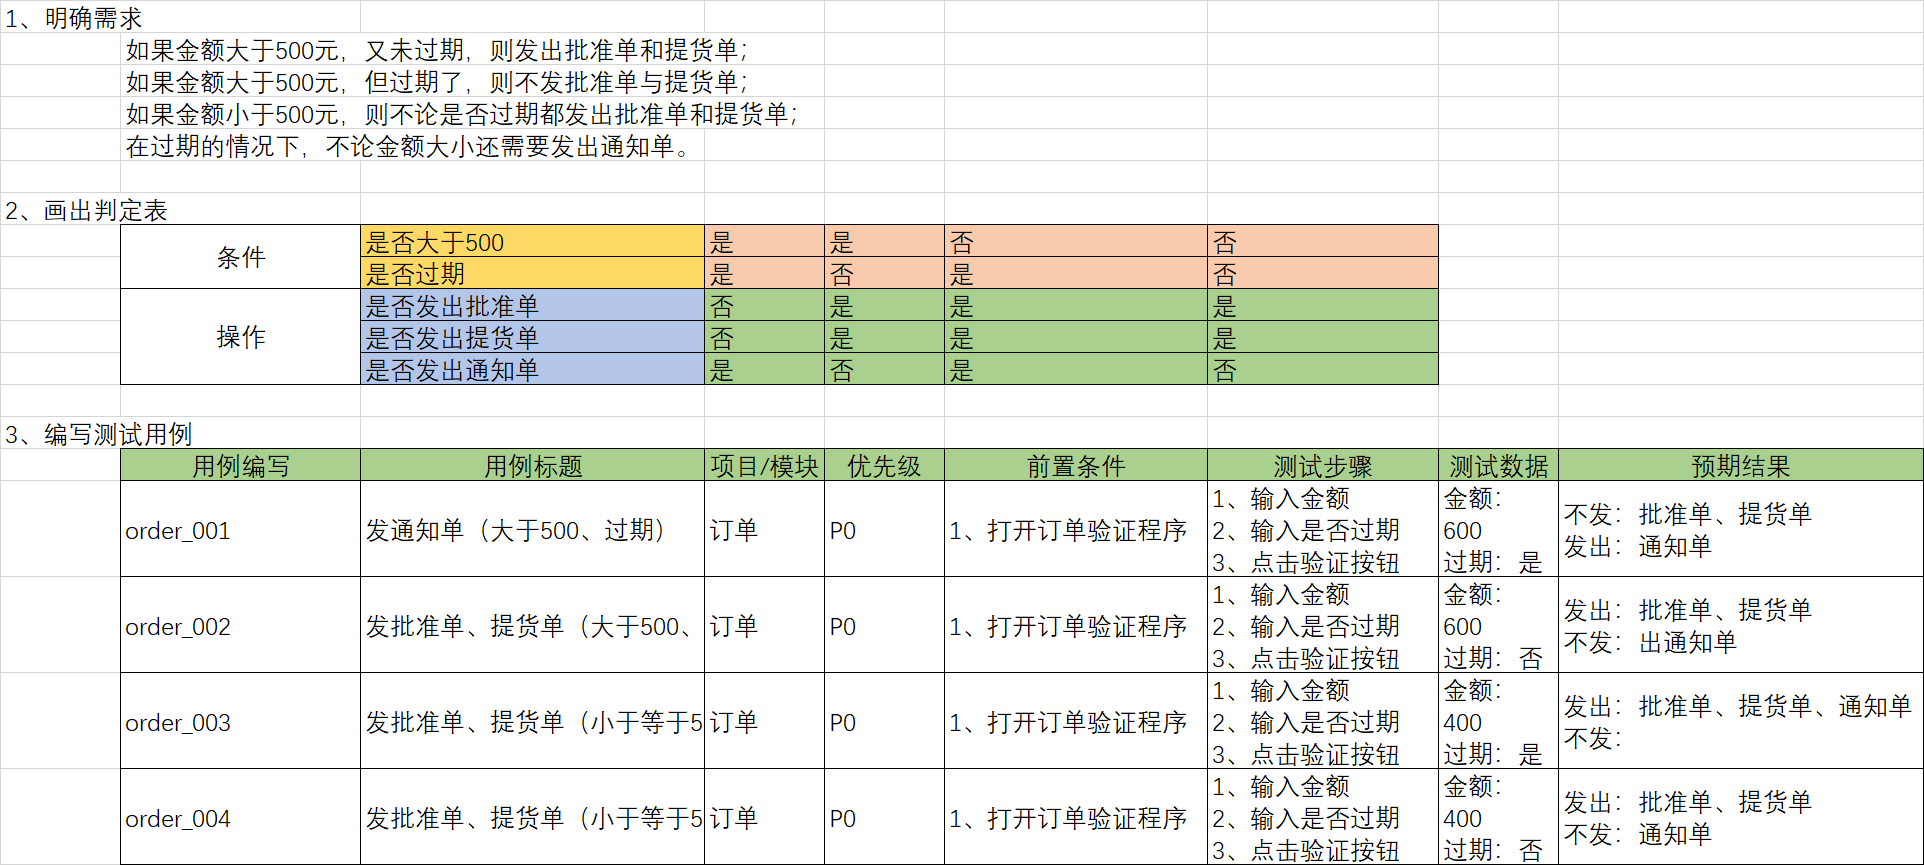 1、明确需求
如果金额大于500元，又未过期，则发出批准单和提货单；
如果金额大于500元，但过期了，则不发批准单与提货单；
如果金额小于500元，则不论是否过期都发出批准单和提货单；
在过期的情况下，不论金额大小还需要发出通知单。
2、画出判定表
条件
是否大于500 是 是 否 否
是否过期 是 否 是 否
操作
是否发出批准单 否 是 是 是
是否发出提货单 否 是 是 是
是否发出通知单 是 否 是 否
3、编写测试用例
用例编写 用例标题 项目/模块 优先级 前置条件 测试步骤 测试数据 预期结果
order_001 发通知单（大于500、过期） 订单 P0 1、打开订单验证程序
1、输入金额
2、输入是否过期
3、点击验证按钮
金额：
600
过期：是
不发：批准单、提货单
发出：通知单
order_002 发批准单、提货单（大于500、 订单 P0 1、打开订单验证程序
1、输入金额
2、输入是否过期
3、点击验证按钮
金额：
600
过期：否
发出：批准单、提货单
不发：出通知单
order_003 发批准单、提货单（小于等于5 订单 P0 1、打开订单验证程序
1、输入金额
2、输入是否过期
3、点击验证按钮
金额：
400
过期：是
发出：批准单、提货单、通知单
不发：
order_004 发批准单、提货单（小于等于5 订单 P0 1、打开订单验证程序
1、输入金额
2、输入是否过期
3、点击验证按钮
金额：
400
过期：否
发出：批准单、提货单
不发：通知单